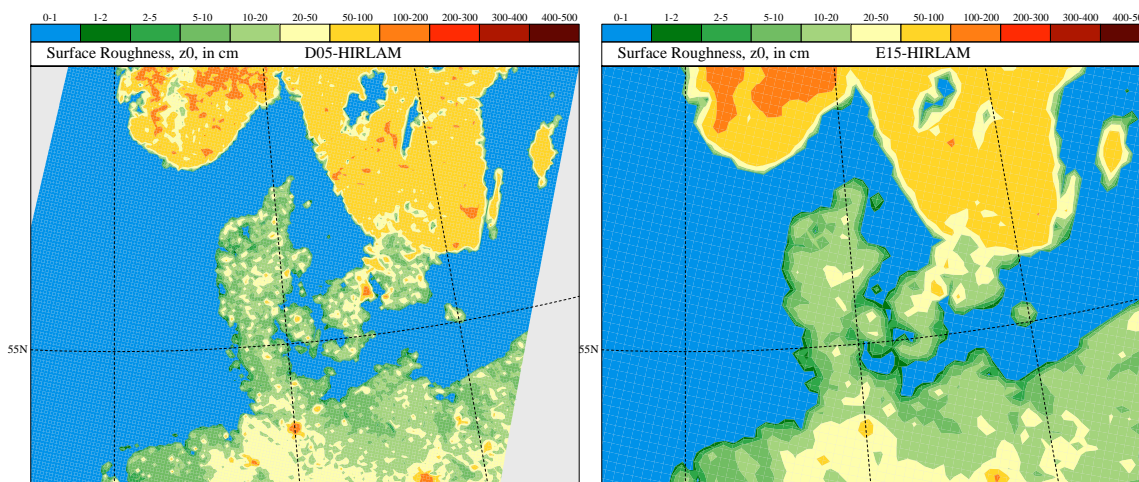 0-1 1-2 2-5 5-10 10-20 20-50 50-100 100-200 200-300 300-400 400-500
Surface Roughness, z0, in cm D05-HIRLAM
55N
0-1 1-2 2-5 5-10 10-20 20-50 50-100 100-200 200-300 300-400 400-500
Surface Roughness, z0, in cm E15-HIRLAM
55N